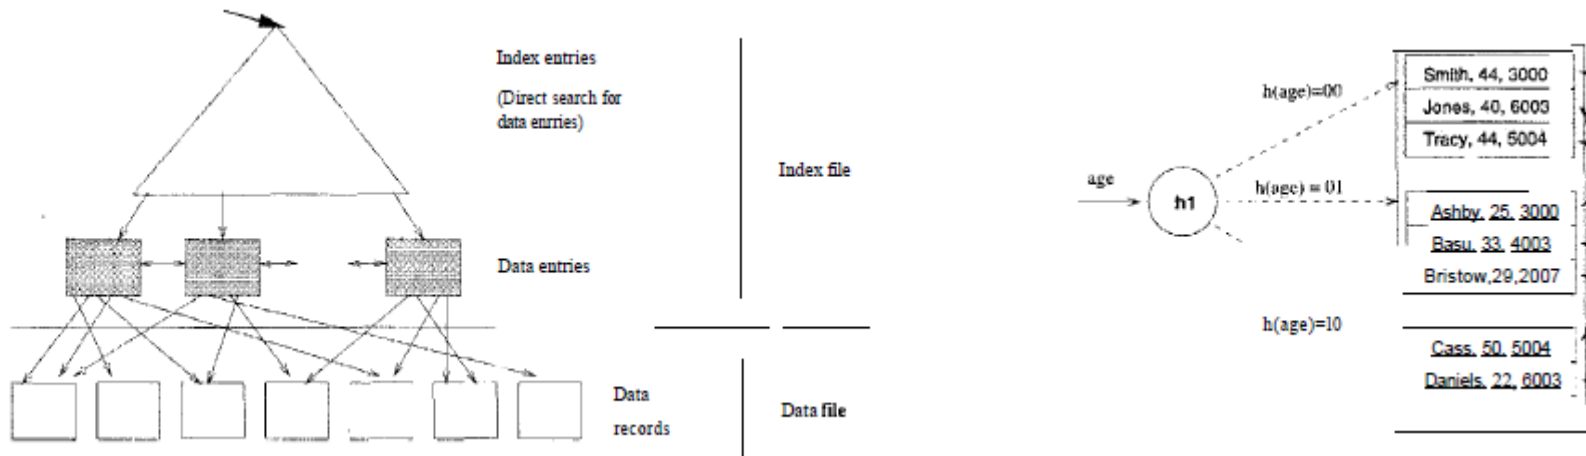 Index entries
(Direct search for
data enrries)
Index file
Data entries
Data
records
Data file
age
h1
h(age)=00
h(age) = 01
h(age)=10
Smith, 44, 3000
Jones, 40, 6003
Tracy, 44, 5004
Ashby, 25, 3000
Basu, 33, 4003
Bristow,29,2007
Cass, 50, 5004
Daniels, 22, 6003